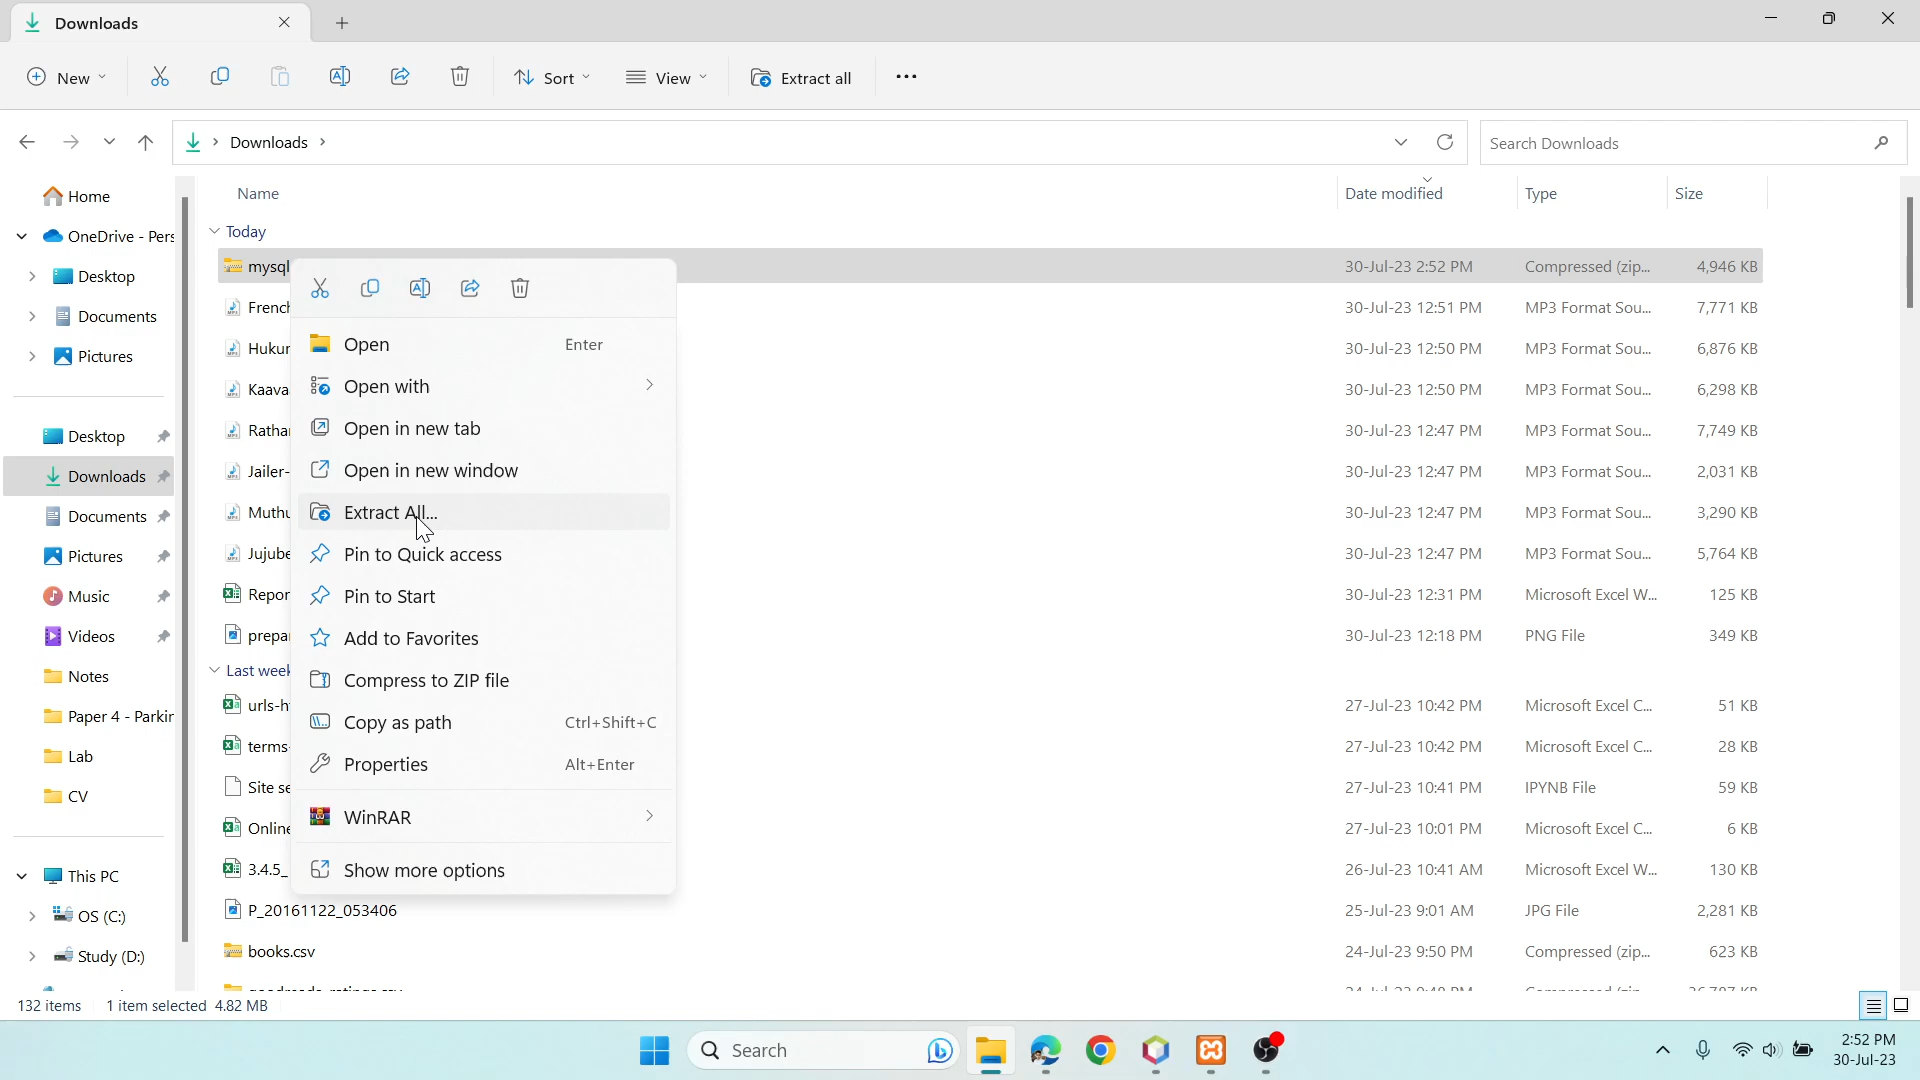 Downloads
New
Sort
View
Extract all
Downloads
Search Downloads
Name
Date modified
Type
Size
Home
OneDrive - Pers
Desktop
Documents
Pictures
Desktop
Downloads
Documents
Pictures
Music
Videos
Notes
Paper 4 - Parkir
Lab
CV
This PC
OS (C:)
Study (D:)
Today
mysql 30-Jul-23 2:52 PM Compressed (zip... 4,946 KB
French 30-Jul-23 12:51 PM MP3 Format Sou... 7,771 KB
Hukur 30-Jul-23 12:50 PM MP3 Format Sou... 6,876 KB
Kaava 30-Jul-23 12:50 PM MP3 Format Sou... 6,298 KB
Rathar 30-Jul-23 12:47 PM MP3 Format Sou... 7,749 KB
Jailer- 30-Jul-23 12:47 PM MP3 Format Sou... 2,031 KB
Muthu 30-Jul-23 12:47 PM MP3 Format Sou... 3,290 KB
Jujube 30-Jul-23 12:47 PM MP3 Format Sou... 5,764 KB
Repor 30-Jul-23 12:31 PM Microsoft Excel W... 125 KB
prepar 30-Jul-23 12:18 PM PNG File 349 KB
Last week
urls-h 27-Jul-23 10:42 PM Microsoft Excel C... 51 KB
terms- 27-Jul-23 10:42 PM Microsoft Excel C... 28 KB
Site se 27-Jul-23 10:41 PM IPYNB File 59 KB
Online 27-Jul-23 10:01 PM Microsoft Excel C... 6 KB
3.4.5_ 26-Jul-23 10:41 AM Microsoft Excel W... 130 KB
P_20161122_053406 25-Jul-23 9:01 AM JPG File 2,281 KB
books.csv 24-Jul-23 9:50 PM Compressed (zip... 623 KB
Open Enter
Open with
Open in new tab
Open in new window
Extract All...
Pin to Quick access
Pin to Start
Add to Favorites
Compress to ZIP file
Copy as path Ctrl+Shift+C
Properties Alt+Enter
WinRAR
Show more options
132 items 1 item selected 4.82 MB
Search
2:52 PM
30-Jul-23